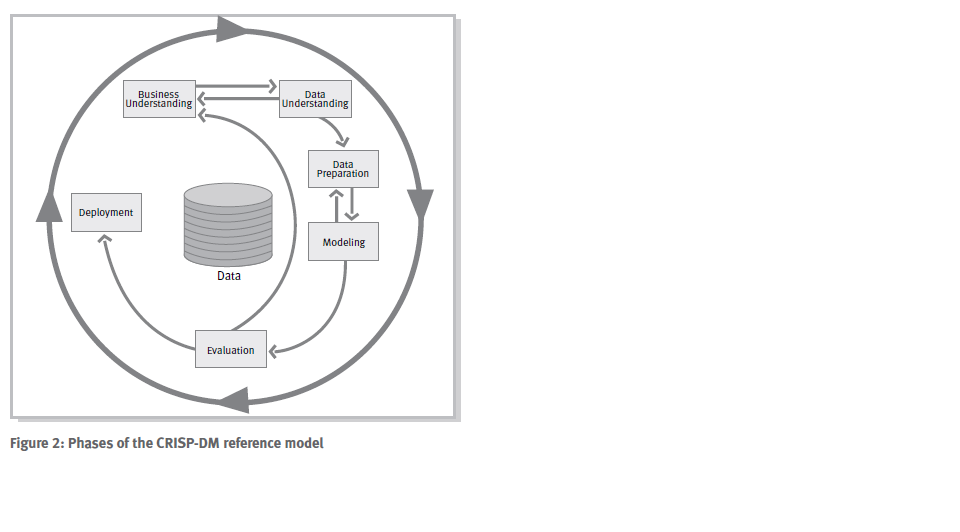 Business
Understanding
Data
Understanding
Data
Preparation
Deployment
Modeling
Data
Evaluation
Figure 2: Phases of the CRISP-DM reference model